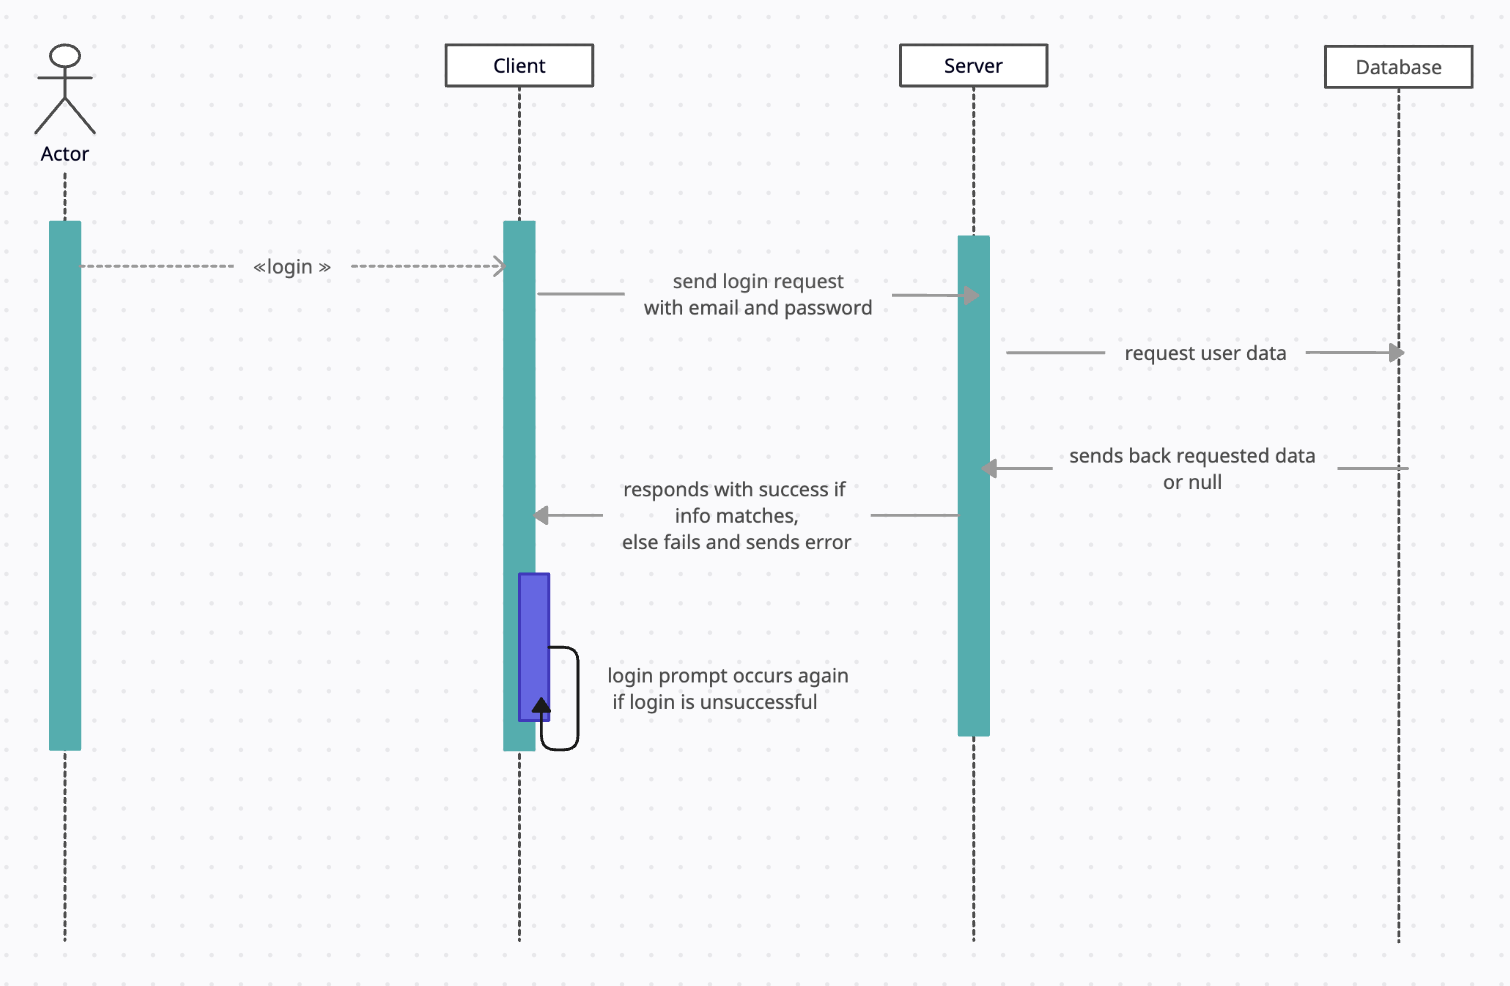 Client
Server
Database
Actor
≪login ≫
send login request
with email and password
request user data
sends back requested data
or null
responds with success if
info matches,
else fails and sends error
login prompt occurs again
if login is unsuccessful